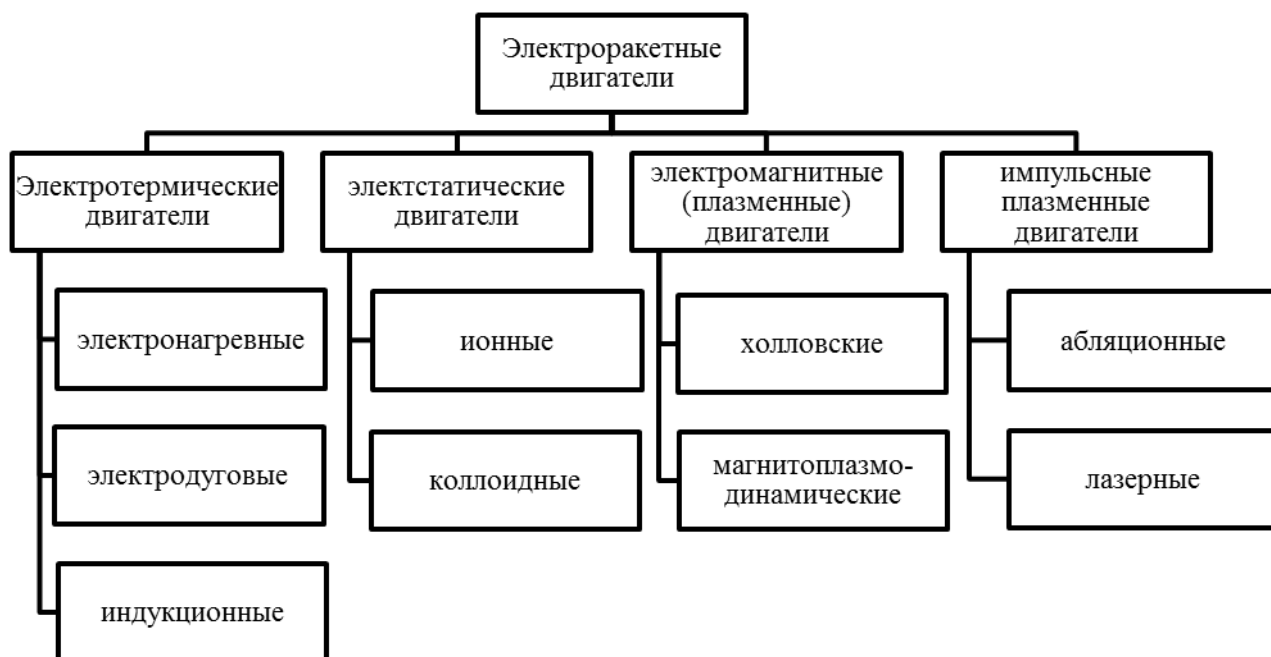 Электроракетные
двигатели
Электротермические
двигатели
электстатические
двигатели
электромагнитные
(плазменные)
двигатели
импульсные
плазменные
двигатели
электронагревные
ионные
холловские
абляционные
электродуговые
коллоидные
магнитоплазмо-
динамические
лазерные
индукционные